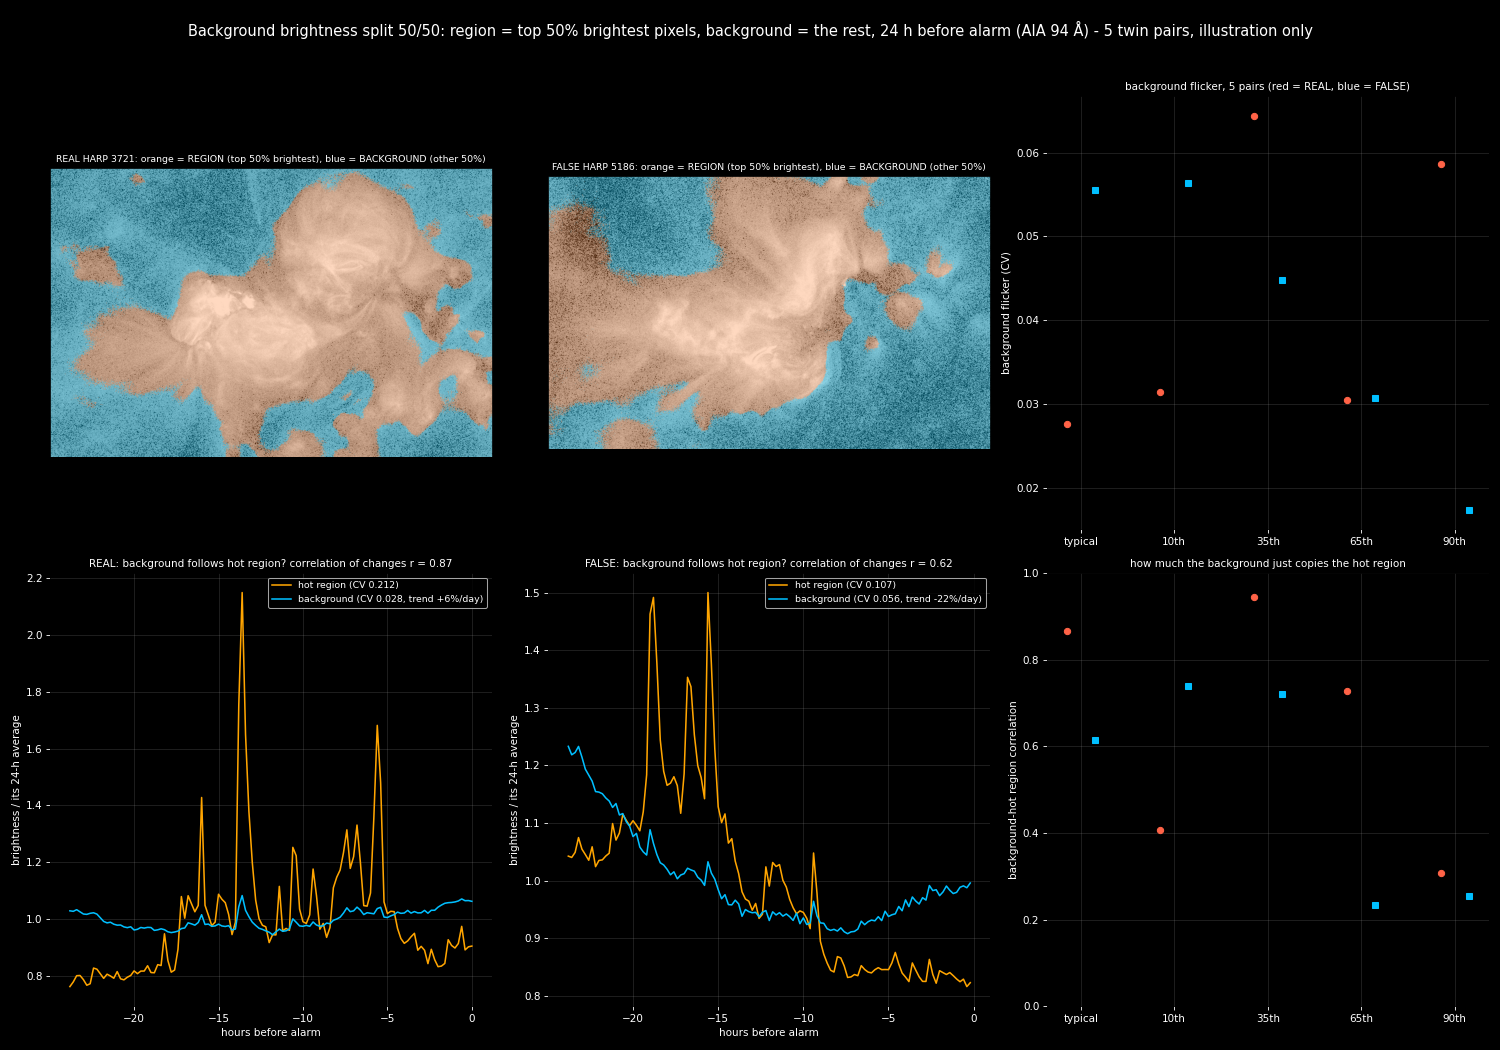 Background brightness split 50/50: region = top 50% brightest pixels, background = the rest, 24 h before alarm (AIA 94 Å) - 5 twin pairs, illustration only
REAL HARP 3721: orange = REGION (top 50% brightest), blue = BACKGROUND (other 50%)
FALSE HARP 5186: orange = REGION (top 50% brightest), blue = BACKGROUND (other 50%)
background flicker, 5 pairs (red = REAL, blue = FALSE)
background flicker (CV)
0.06
0.05
0.04
0.03
0.02
typical 10th 35th 65th 90th
REAL: background follows hot region? correlation of changes r = 0.87
hot region (CV 0.212)
background (CV 0.028, trend +6%/day)
brightness / its 24-h average
2.2
2.0
1.8
1.6
1.4
1.2
1.0
0.8
−20 −15 −10 −5 0
hours before alarm
FALSE: background follows hot region? correlation of changes r = 0.62
hot region (CV 0.107)
background (CV 0.056, trend -22%/day)
brightness / its 24-h average
1.5
1.4
1.3
1.2
1.1
1.0
0.9
0.8
−20 −15 −10 −5 0
hours before alarm
how much the background just copies the hot region
background-hot region correlation
1.0
0.8
0.6
0.4
0.2
0.0
typical 10th 35th 65th 90th